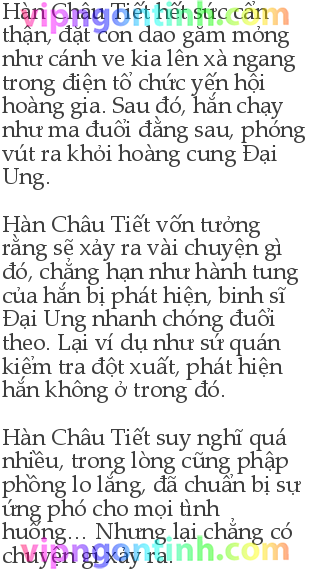 Hàn Châu Tiết hết sức cẩn
thận, đặt con dao găm mỏng
như cánh ve kia lên xà ngang
trong điện tổ chức yến hội
hoàng gia. Sau đó, hắn chạy
như ma đuổi đằng sau, phóng
vút ra khỏi hoàng cung Đại
Ung.
Hàn Châu Tiết vốn tưởng
rằng sẽ xảy ra vài chuyện gì
đó, chẳng hạn như hành tung
của hắn bị phát hiện, binh sĩ
Đại Ung nhanh chóng đuổi
theo. Lại ví dụ như sứ quán
kiểm tra đột xuất, phát hiện
hắn không ở trong đó.
Hàn Châu Tiết suy nghĩ quá
nhiều, trong lòng cũng phập
phồng lo lắng, đã chuẩn bị sự
ứng phó cho mọi tình
huống... Nhưng lại chẳng có
chuyện gì xảy ra.
vipngontinh.com
vipngontinh.com